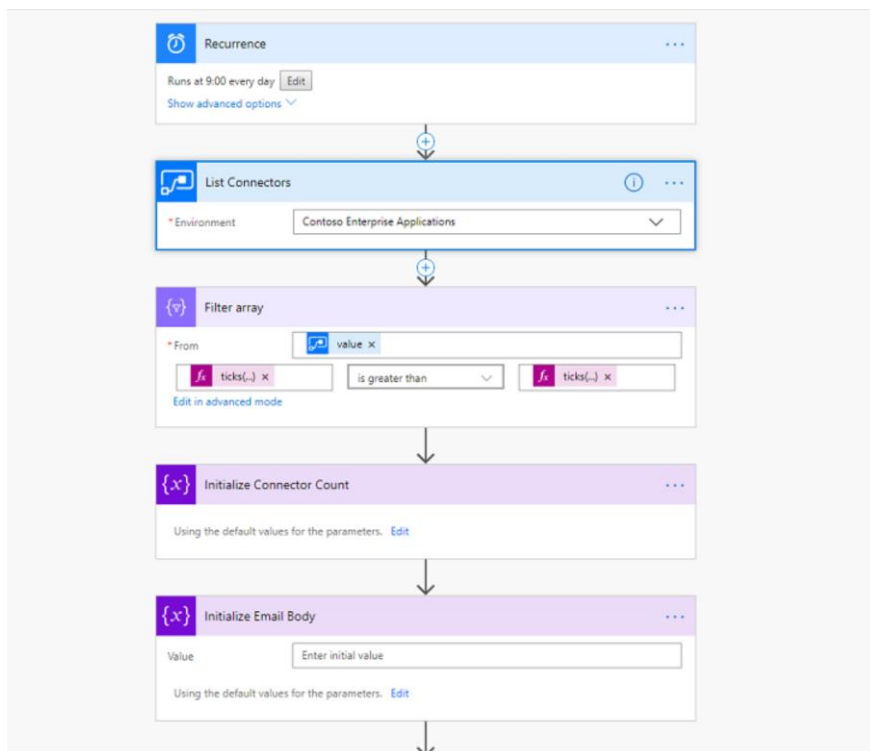 Recurrence
Runs at 9:00 every day Edit
Show advanced options
List Connectors
*Environment Contoso Enterprise Applications
Filter array
*From value ×
fx ticks(...) × is greater than fx ticks(...) ×
Edit in advanced mode
{x} Initialize Connector Count
Using the default values for the parameters. Edit
{x} Initialize Email Body
Value Enter initial value
Using the default values for the parameters. Edit